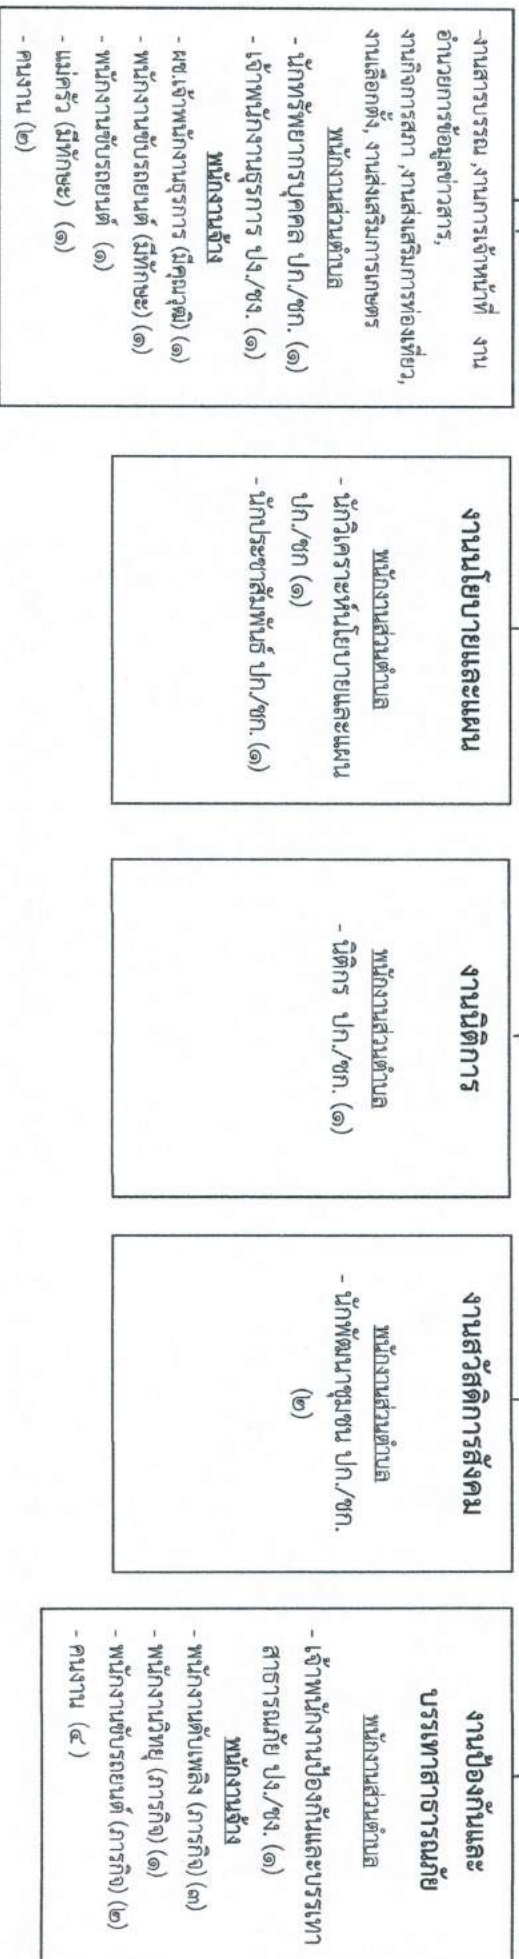 -งานสารบรรณ ,งานการเจ้าหน้าที่ งาน
อำนวยการข้อมูลข่าวสาร,
งานกิจการสภา ,งานส่งเสริมการท่องเที่ยว,
งานเลือกตั้ง, งานส่งเสริมการเกษตร
พนักงานส่วนตำบล
- นักทรัพยากรบุคคล ปก./ชก. (๑)
- เจ้าพนักงานธุรการ ปง./ชง. (๑)
พนักงานจ้าง
- ผช.เจ้าพนักงานธุรการ (มีคุณวุฒิ) (๑)
- พนักงานขับรถยนต์ (มีทักษะ) (๑)
- พนักงานขับรถยนต์ (๑)
- แม่ครัว (มีทักษะ) (๑)
- คนงาน (๒)
งานนโยบายและแผน
พนักงานส่วนตำบล
- นักวิเคราะห์นโยบายและแผน
ปก./ชก (๑)
- นักประชาสัมพันธ์ ปก./ชก. (๑)
งานนิติการ
พนักงานส่วนตำบล
- นิติกร ปก./ชก. (๑)
งานสวัสดิการสังคม
พนักงานส่วนตำบล
- นักพัฒนาชุมชน ปก./ชก.
(๒)
งานป้องกันและ
บรรเทาสาธารณภัย
พนักงานส่วนตำบล
- เจ้าพนักงานป้องกันและบรรเทา
สาธารณภัย ปง./ชง. (๑)
พนักงานจ้าง
- พนักงานดับเพลิง (ภารกิจ) (๓)
- พนักงานวิทยุ (ภารกิจ) (๑)
- พนักงานขับรถยนต์ (ภารกิจ) (๒)
- คนงาน (๔)